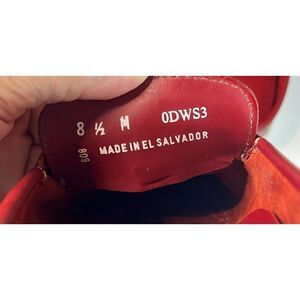 8 ½ M 0DWS3
608 MADE IN EL SALVADOR